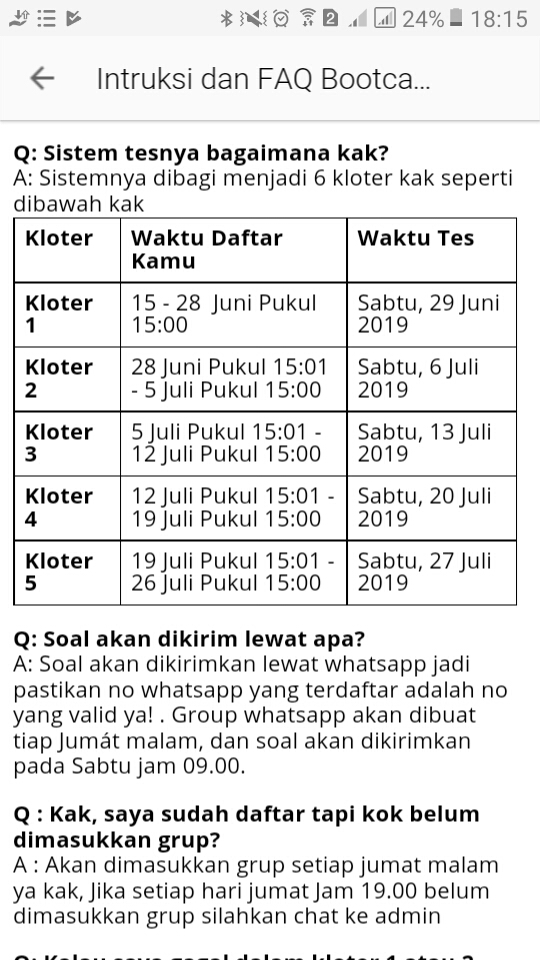 24% 18:15
Intruksi dan FAQ Bootca...
Q: Sistem tesnya bagaimana kak?
A: Sistemnya dibagi menjadi 6 kloter kak seperti
dibawah kak
Kloter Waktu Daftar Kamu Waktu Tes
Kloter 1 15 - 28 Juni Pukul 15:00 Sabtu, 29 Juni 2019
Kloter 2 28 Juni Pukul 15:01 - 5 Juli Pukul 15:00 Sabtu, 6 Juli 2019
Kloter 3 5 Juli Pukul 15:01 - 12 Juli Pukul 15:00 Sabtu, 13 Juli 2019
Kloter 4 12 Juli Pukul 15:01 - 19 Juli Pukul 15:00 Sabtu, 20 Juli 2019
Kloter 5 19 Juli Pukul 15:01 - 26 Juli Pukul 15:00 Sabtu, 27 Juli 2019
Q: Soal akan dikirim lewat apa?
A: Soal akan dikirimkan lewat whatsapp jadi
pastikan no whatsapp yang terdaftar adalah no
yang valid ya! . Group whatsapp akan dibuat
tiap Jumát malam, dan soal akan dikirimkan
pada Sabtu jam 09.00.
Q : Kak, saya sudah daftar tapi kok belum
dimasukkan grup?
A : Akan dimasukkan grup setiap jumat malam
ya kak, Jika setiap hari jumat Jam 19.00 belum
dimasukkan grup silahkan chat ke admin